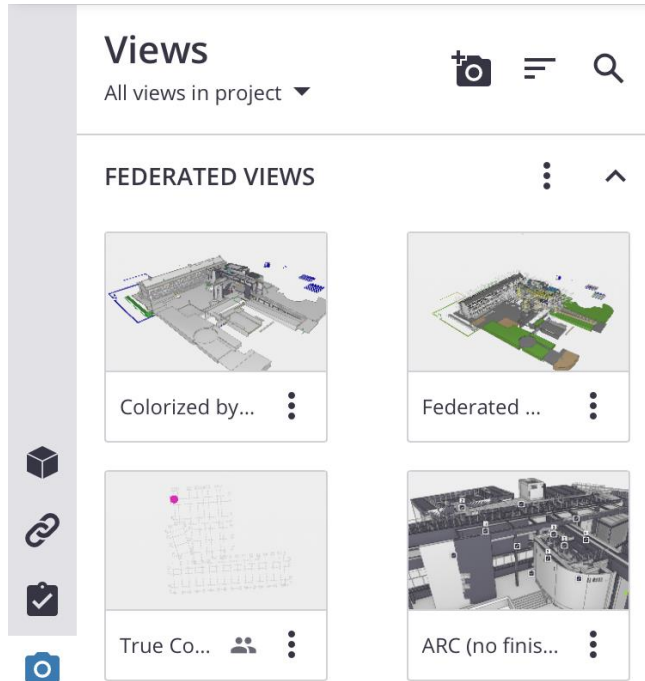 Views
All views in project
FEDERATED VIEWS
Colorized by...
Federated ...
True Co...
ARC (no finis...